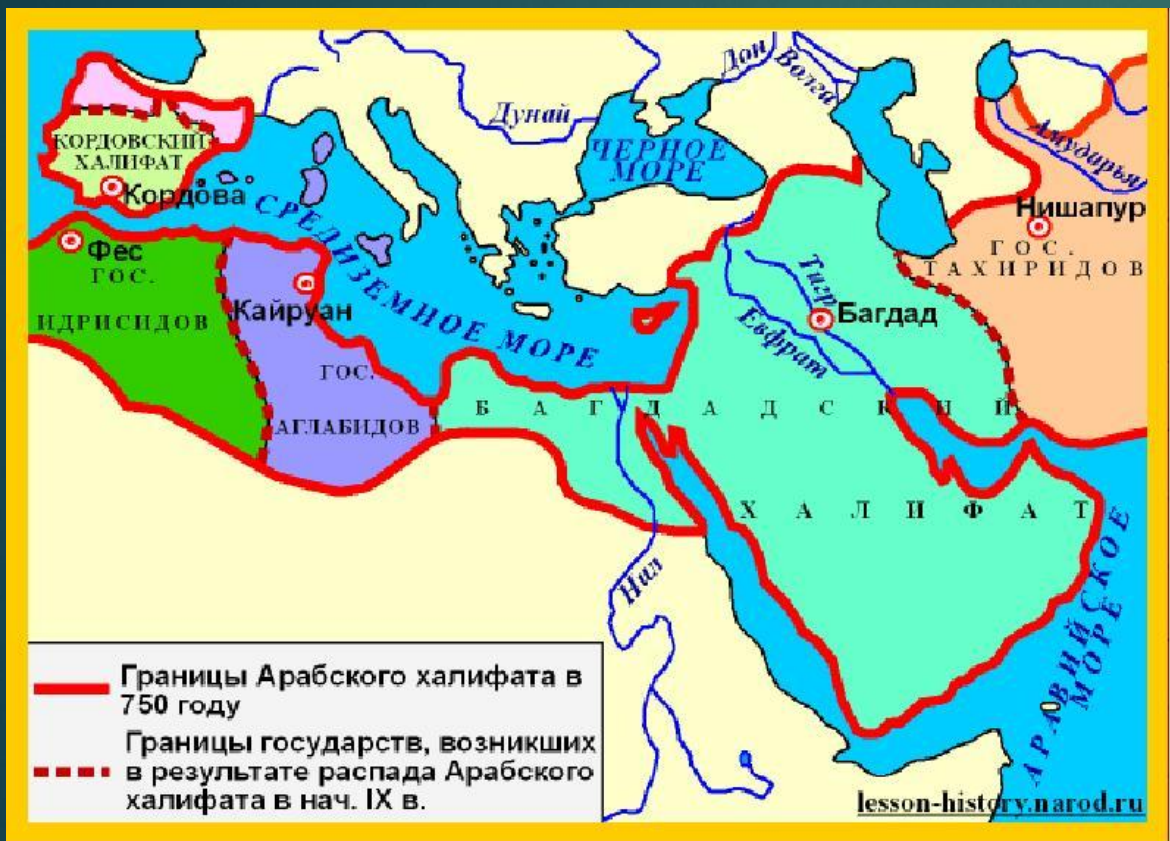 Дон
Волга
Дунай
Амударья
КОРДОВСКИЙ
ХАЛИФАТ
Кордова
ЧЕРНОЕ
МОРЕ
СРЕДИЗЕМНОЕ МОРЕ
Нишапур
ГОС.
ТАХИРИДОВ
Фес
ГОС.
ИДРИСИДОВ
Кайруан
ГОС.
АГЛАБИДОВ
Тигр
Евфрат
Багдад
БАГДАДСКИЙ
ХАЛИФАТ
Нил
АРАВИЙСКОЕ
МОРЕ
Границы Арабского халифата в
750 году
Границы государств, возникших
в результате распада Арабского
халифата в нач. IX в.
lesson-history.narod.ru